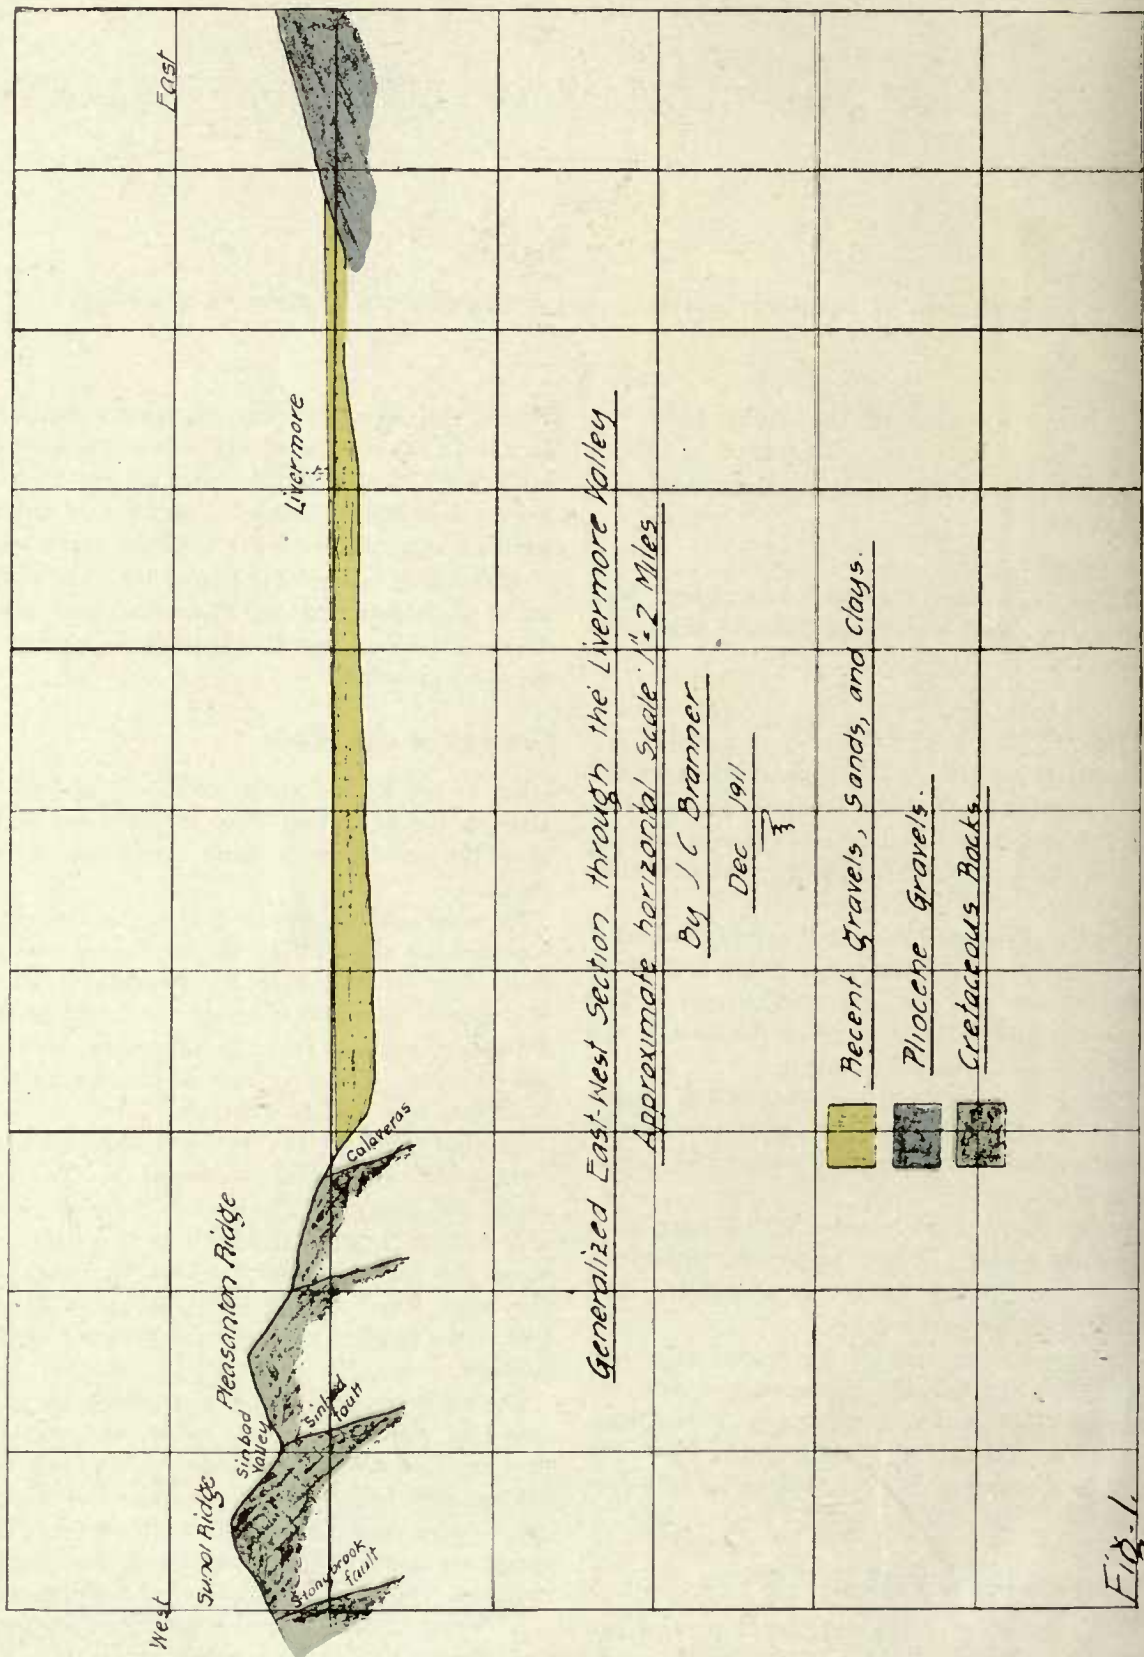 West
East
Sunol Ridge
Sinbad
Valley
Pleasanton Ridge
Livermore
Stonybrook
fault
Sinbad
fault
Calaveras
Generalized East-West Section through the Livermore Valley
Approximate horizontal scale 1"=2 Miles
By J C Branner
Dec 1911
Recent Gravels, Sands, and Clays.
Pliocene Gravels.
Cretaceous Rocks.
Fig-1.